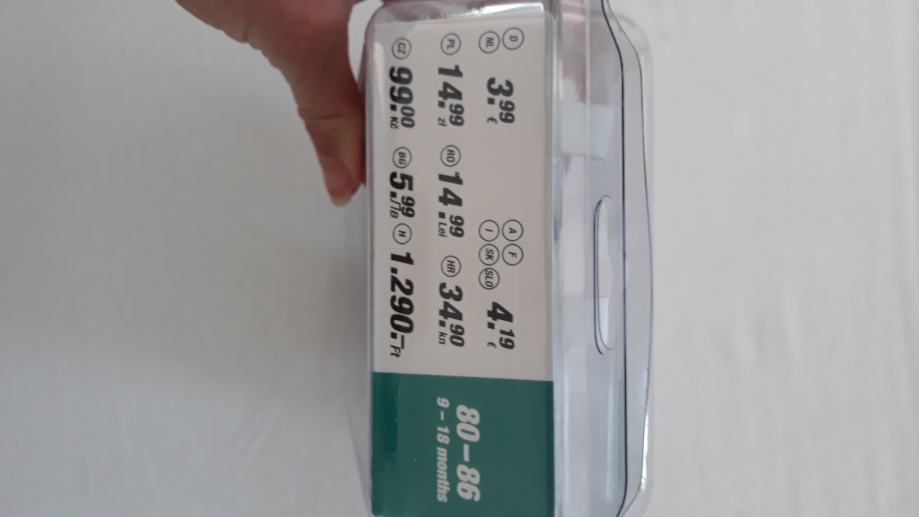 D NL 3.99 €
A F I SK SLO 4.19 €
PL 14.99 zł RO 14.99 Lei HR 34.90 kn
CZ 99.00 Kč BG 5.99 ЛВ H 1.290.– Ft
80–86
9 – 18 months